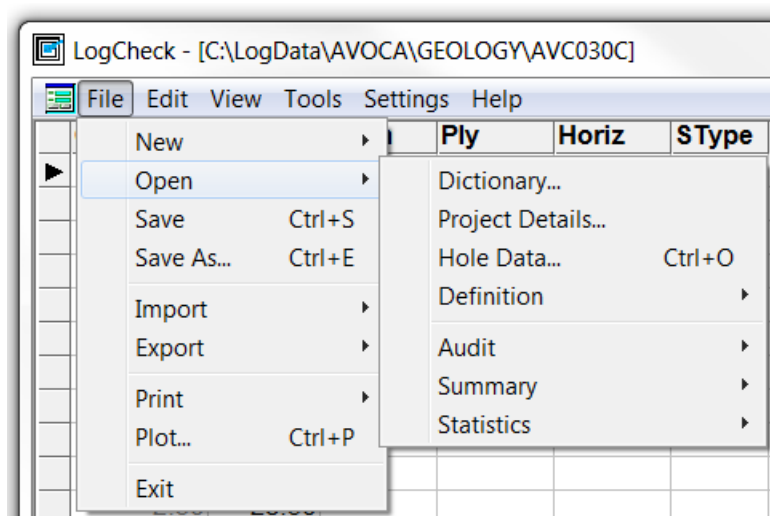 LogCheck - [C:\LogData\AVOCA\GEOLOGY\AVC030C]
File Edit View Tools Settings Help
Ply Horiz SType
New
Open
Save Ctrl+S
Save As... Ctrl+E
Import
Export
Print
Plot... Ctrl+P
Exit
Dictionary...
Project Details...
Hole Data... Ctrl+O
Definition
Audit
Summary
Statistics